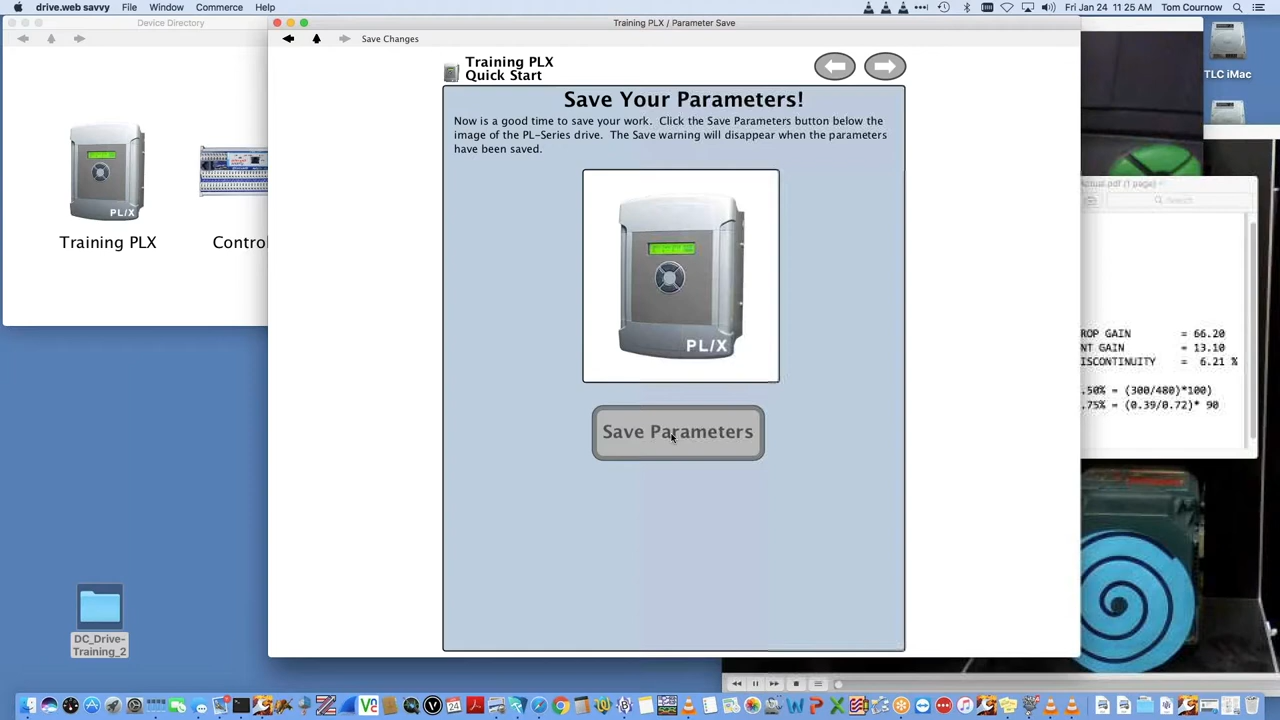 drive.web savvy File Window Commerce Help
Fri Jan 24 11:25 AM Tom Cournow
Device Directory
Training PLX / Parameter Save
Save Changes
TLC iMac
Training PLX
Quick Start
Save Your Parameters!
Now is a good time to save your work. Click the Save Parameters button below the
image of the PL-Series drive. The Save warning will disappear when the parameters
have been saved.
PL/X
Training PLX
Control
PL/X
Save Parameters
.pdf (1 page)
Search
ROP GAIN = 66.20
NT GAIN = 13.10
ISCONTINUITY = 6.21 %
.50% = (300/480)*100)
.75% = (0.39/0.72)* 90
DC_Drive-
Training_2